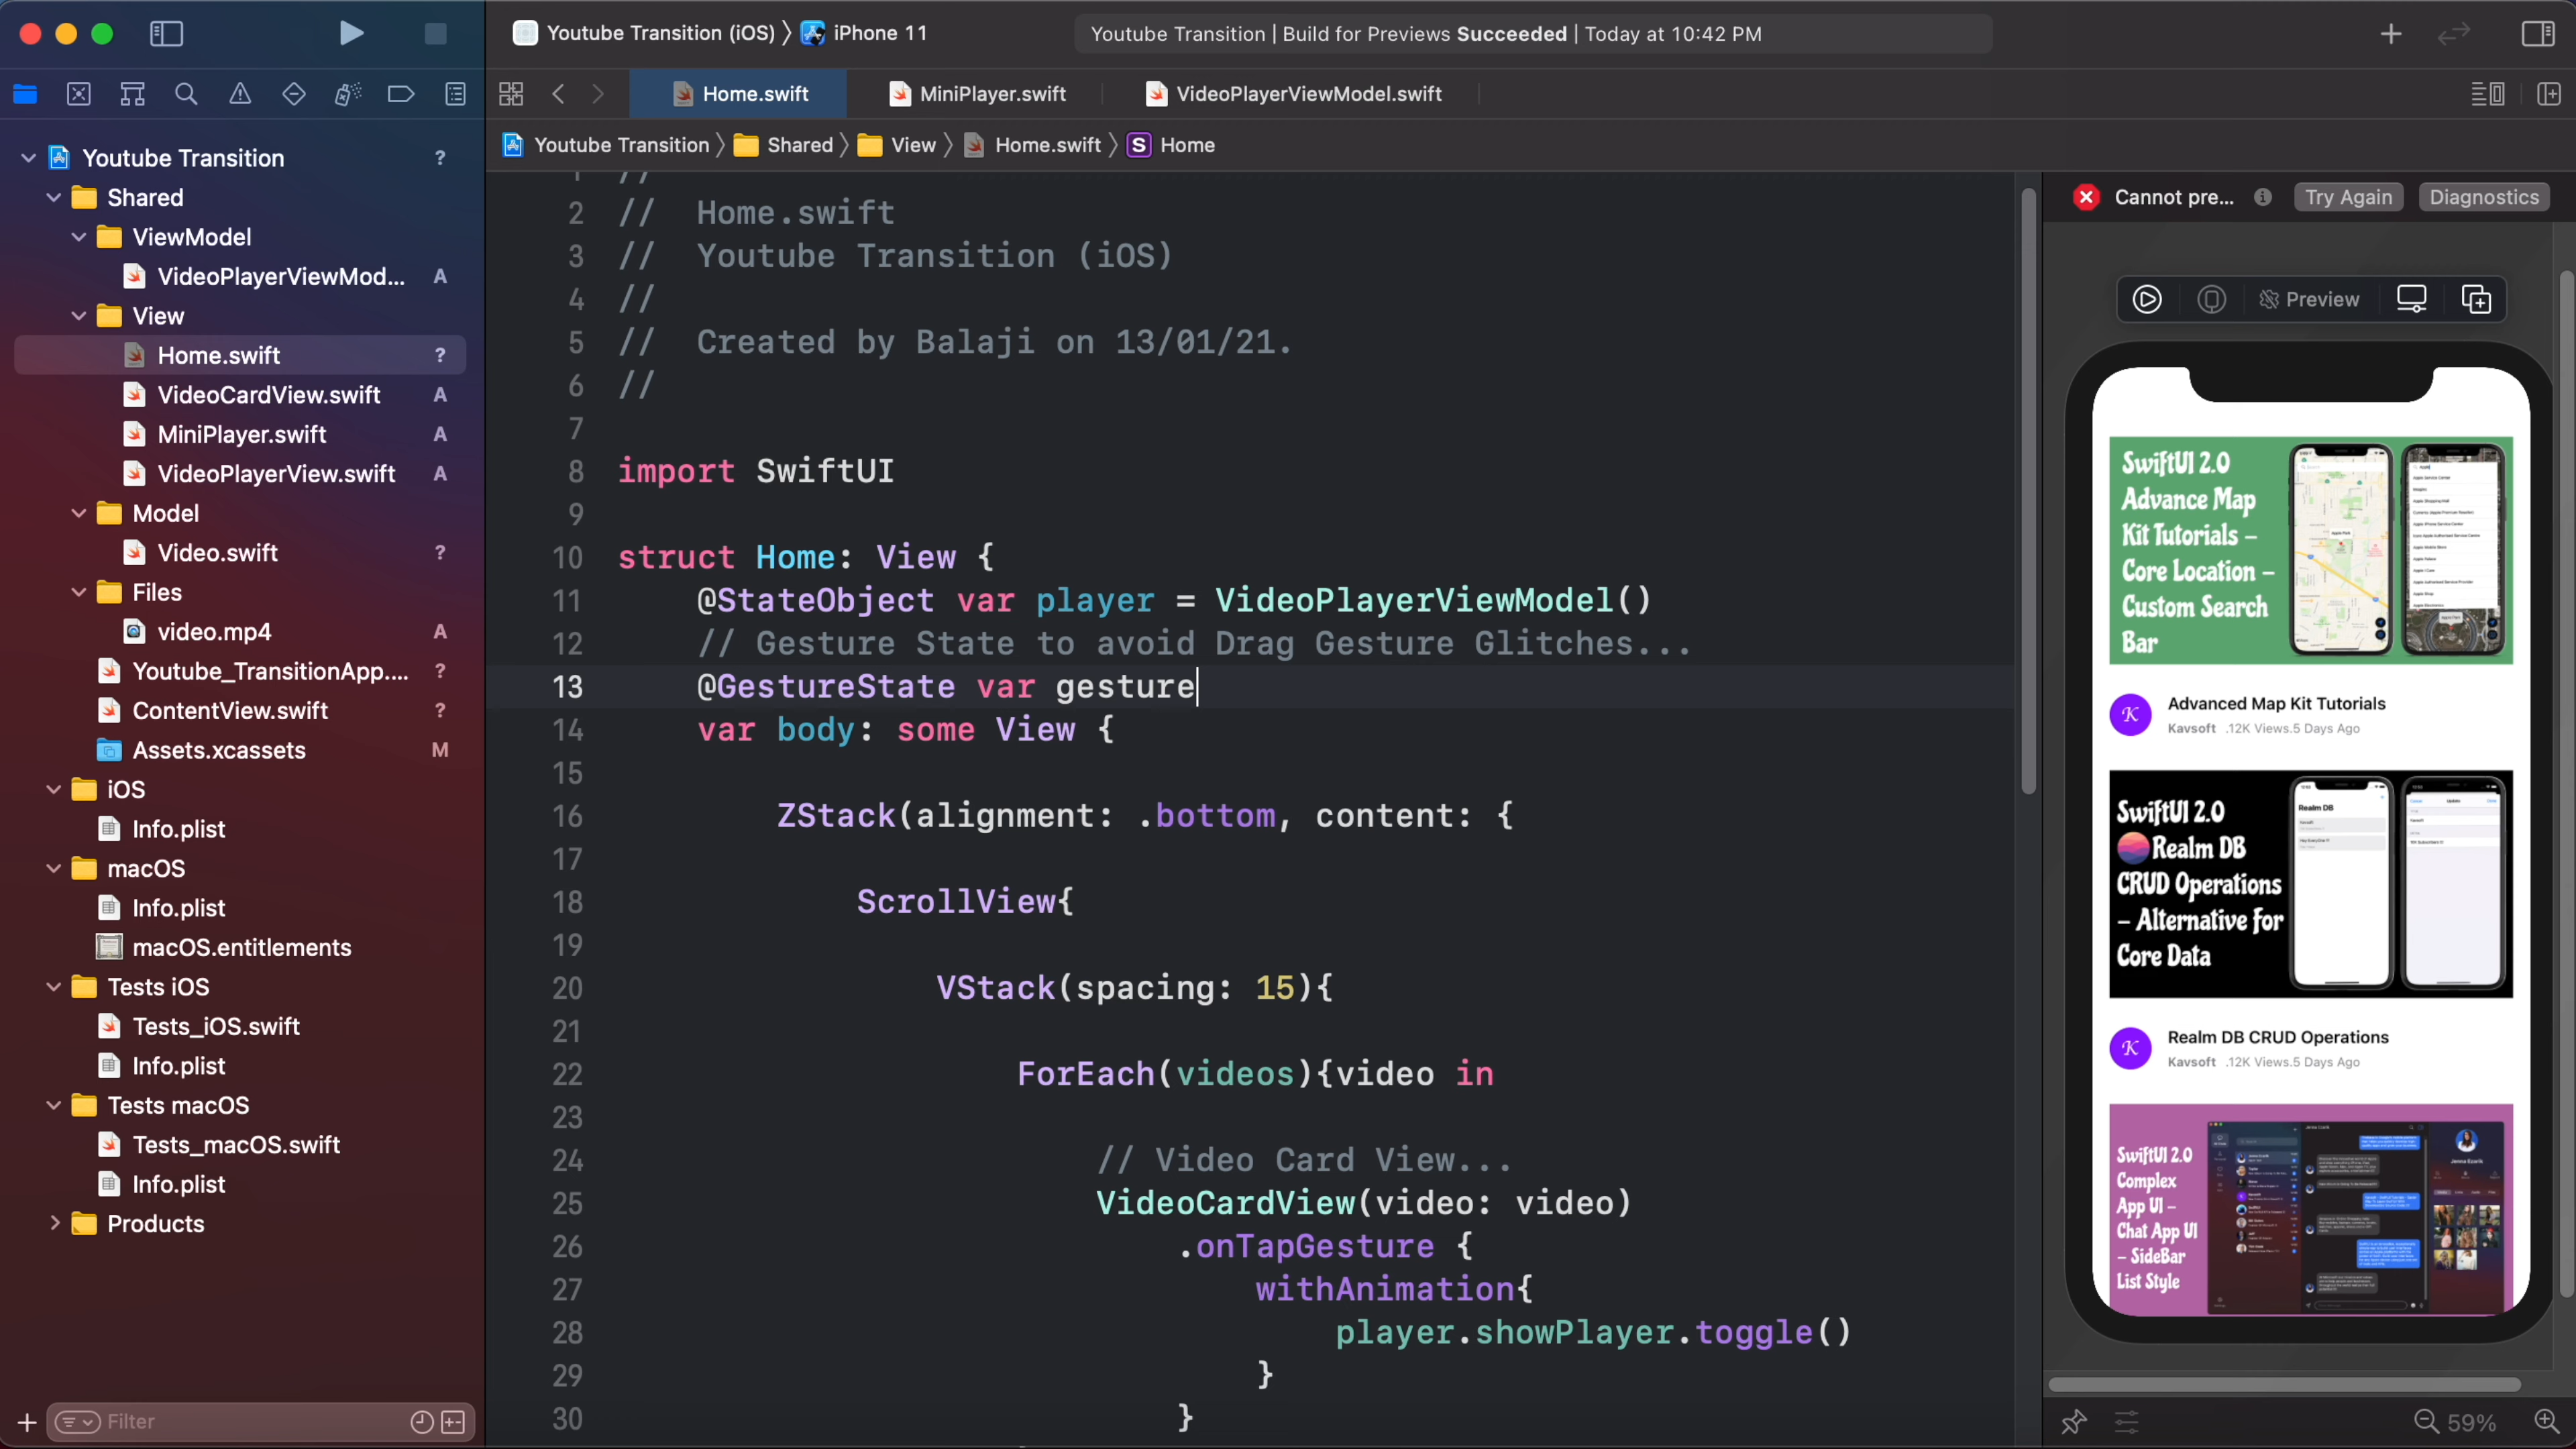 Youtube Transition (iOS) 〉 iPhone 11
Youtube Transition | Build for Previews Succeeded | Today at 10:42 PM
Home.swift
MiniPlayer.swift
VideoPlayerViewModel.swift
Youtube Transition 〉 Shared 〉 View 〉 Home.swift 〉 S Home
Youtube Transition ?
Shared
ViewModel
VideoPlayerViewMod... A
View
Home.swift ?
VideoCardView.swift A
MiniPlayer.swift A
VideoPlayerView.swift A
Model
Video.swift ?
Files
video.mp4 A
Youtube_TransitionApp.... ?
ContentView.swift ?
Assets.xcassets M
iOS
Info.plist
macOS
Info.plist
macOS.entitlements
Tests iOS
Tests_iOS.swift
Info.plist
Tests macOS
Tests_macOS.swift
Info.plist
Products
Filter
1 //
2 // Home.swift
3 // Youtube Transition (iOS)
4 //
5 // Created by Balaji on 13/01/21.
6 //
7
8 import SwiftUI
9
10 struct Home: View {
11 @StateObject var player = VideoPlayerViewModel()
12 // Gesture State to avoid Drag Gesture Glitches...
13 @GestureState var gesture
14 var body: some View {
15
16 ZStack(alignment: .bottom, content: {
17
18 ScrollView{
19
20 VStack(spacing: 15){
21
22 ForEach(videos){video in
23
24 // Video Card View...
25 VideoCardView(video: video)
26 .onTapGesture {
27 withAnimation{
28 player.showPlayer.toggle()
29 }
30 }
Cannot pre... Try Again Diagnostics
Preview
SwiftUI 2.0
Advance Map
Kit Tutorials –
Core Location –
Custom Search
Bar
K
Advanced Map Kit Tutorials
Kavsoft .12K Views.5 Days Ago
SwiftUI 2.0
Realm DB
CRUD Operations
– Alternative for
Core Data
Realm DB
K
Realm DB CRUD Operations
Kavsoft .12K Views.5 Days Ago
SwiftUI 2.0
Complex
App UI –
Chat App UI
– SideBar
List Style
59%